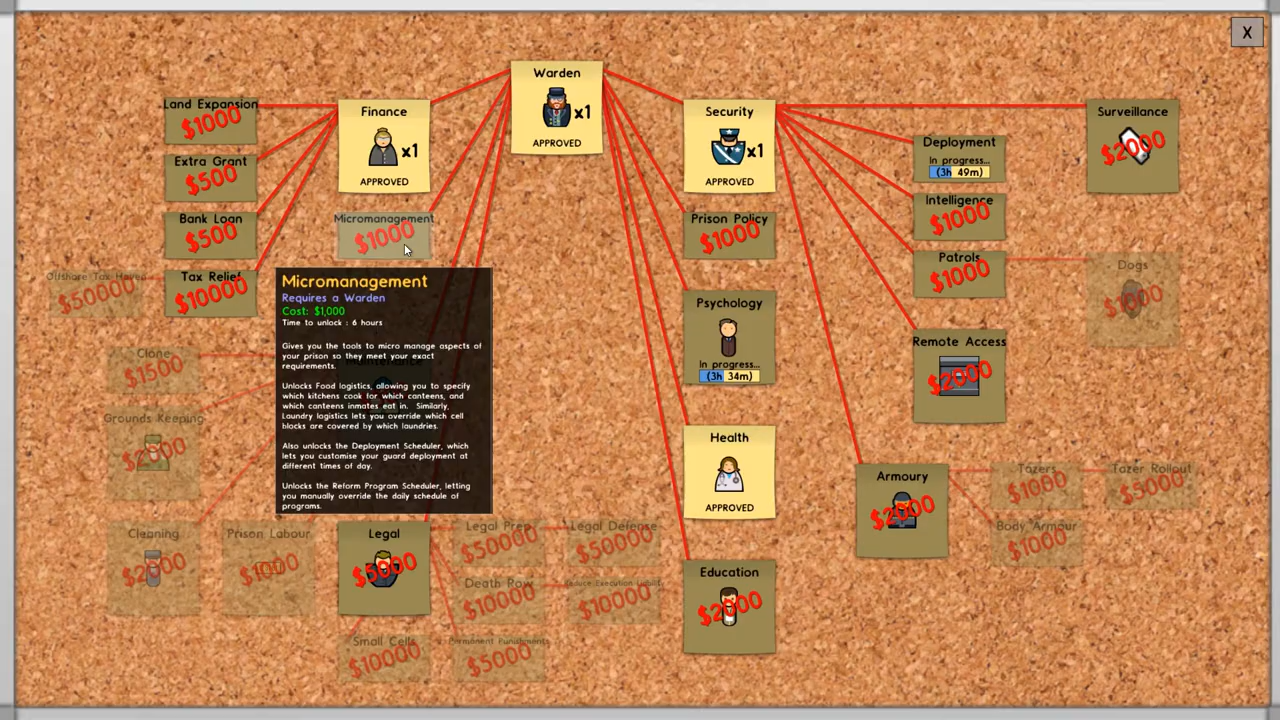 X
Warden
x1
APPROVED
Land Expansion
$1000
Finance
x1
APPROVED
Security
x1
APPROVED
Surveillance
$2000
Extra Grant
$500
Deployment
In progress...
(3h 49m)
Bank Loan
$500
Micromanagement
$1000
Prison Policy
$1000
Intelligence
$1000
Offshore Tax Haven
$50000
Tax Relief
$10000
Patrols
$1000
Dogs
Micromanagement
Requires a Warden
Cost: $1,000
Time to unlock : 6 hours
Gives you the tools to micro manage aspects of
your prison so they meet your exact
requirements.
Unlocks Food logistics, allowing you to specify
which kitchens cook for which canteens, and
which canteens inmates eat in. Similarly,
Laundry logistics lets you override which cell
blocks are covered by which laundries.
Also unlocks the Deployment Scheduler, which
lets you customise your guard deployment at
different times of day.
Unlocks the Reform Program Scheduler, letting
you manually override the daily schedule of
programs.
Psychology
In progress...
(3h 34m)
Remote Access
$2000
Clone
$1500
Grounds Keeping
$2000
Health
APPROVED
Armoury
$2000
Tazers
$1000
Tazer Rollout
$5000
Body Armour
$1000
Cleaning
$2000
Prison Labour
$1000
Legal
$5000
Legal Prep
$50000
Legal Defense
$50000
Death Row
$10000
Reduce Execution Liability
$10000
Education
$2000
Small Cells
$10000
Permanent Punishments
$5000